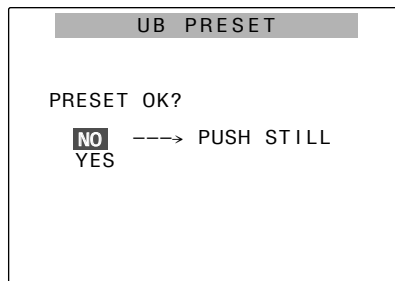 UB PRESET
PRESET OK?
NO ---→ PUSH STILL
YES